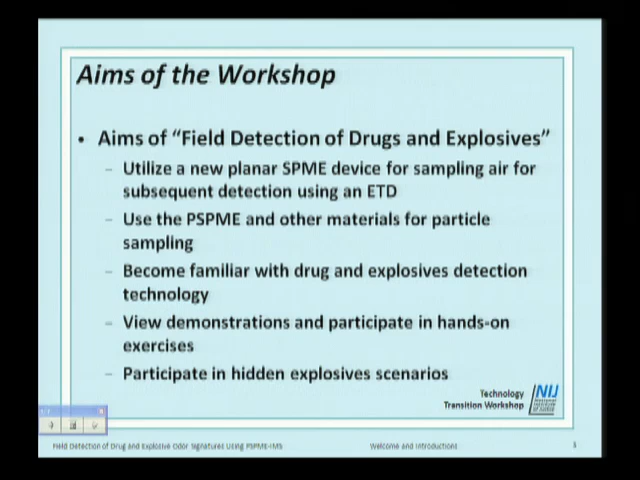 Aims of the Workshop
• Aims of “Field Detection of Drugs and Explosives”
– Utilize a new planar SPME device for sampling air for
subsequent detection using an ETD
– Use the PSPME and other materials for particle
sampling
– Become familiar with drug and explosives detection
technology
– View demonstrations and participate in hands-on
exercises
– Participate in hidden explosives scenarios
Technology
Transition Workshop
NIJ
National
Institute
of Justice
Field Detection of Drug and Explosive Odor Signatures Using PSPME-IMS
Welcome and Introductions